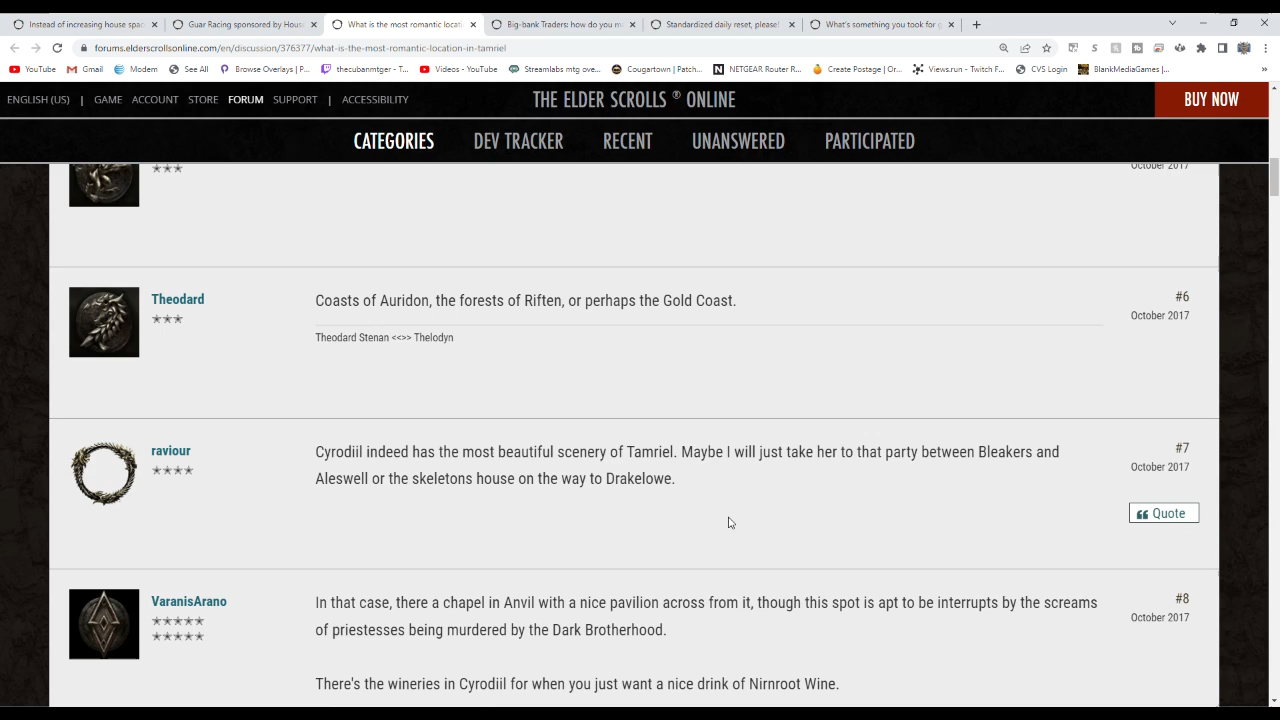 Instead of increasing house spac
Guar Racing sponsored by Hous
What is the most romantic locati
Big-bank Traders: how do you m
Standardized daily reset, please!
What's something you took for g
forums.elderscrollsonline.com/en/discussion/376377/what-is-the-most-romantic-location-in-tamriel
YouTube
Gmail
Modem
See All
Browse Overlays | P...
thecubanmtger - T...
Videos - YouTube
Streamlabs mtg ove...
Cougartown | Patch...
NETGEAR Router R...
Create Postage | Or...
Views.run - Twitch F...
CVS Login
BlankMediaGames |...
»
ENGLISH (US) | GAME ACCOUNT STORE FORUM SUPPORT | ACCESSIBILITY
THE ELDER SCROLLS ® ONLINE
BUY NOW
CATEGORIES DEV TRACKER RECENT UNANSWERED PARTICIPATED
October 2017
Theodard
Coasts of Auridon, the forests of Riften, or perhaps the Gold Coast.
#6
October 2017
Theodard Stenan <<>> Thelodyn
raviour
Cyrodiil indeed has the most beautiful scenery of Tamriel. Maybe I will just take her to that party between Bleakers and
Aleswell or the skeletons house on the way to Drakelowe.
#7
October 2017
Quote
VaranisArano
In that case, there a chapel in Anvil with a nice pavilion across from it, though this spot is apt to be interrupts by the screams
of priestesses being murdered by the Dark Brotherhood.
#8
October 2017
There's the wineries in Cyrodiil for when you just want a nice drink of Nirnroot Wine.